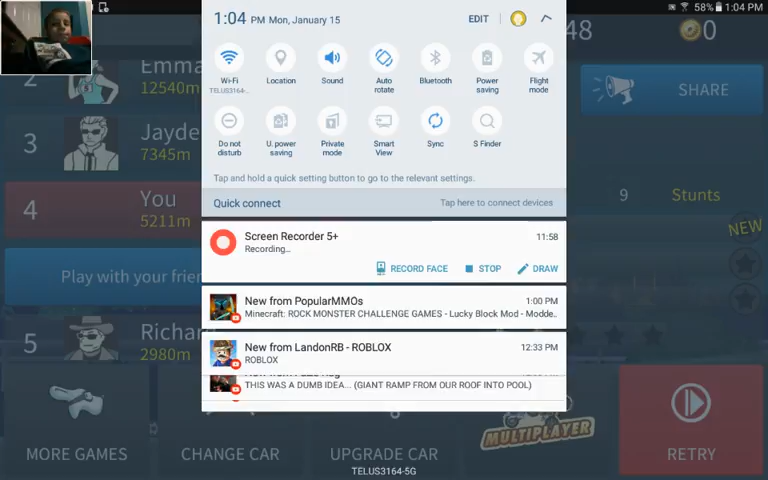 1:04 PM Mon, January 15
EDIT
58% 1:04 PM
48
0
Wi-Fi
TELUS3164-..
Location
Sound
Auto rotate
Bluetooth
Power saving
Flight mode
Do not disturb
U. power saving
Private mode
Smart View
Sync
S Finder
Tap and hold a quick setting button to go to the relevant settings.
Quick connect
Tap here to connect devices
Screen Recorder 5+
11:58
Recording...
RECORD FACE
STOP
DRAW
New from PopularMMOs
1:00 PM
Minecraft: ROCK MONSTER CHALLENGE GAMES - Lucky Block Mod - Modde..
New from LandonRB - ROBLOX
12:33 PM
ROBLOX
THIS WAS A DUMB IDEA... (GIANT RAMP FROM OUR ROOF INTO POOL)
2
Emma
12540m
3
Jayde
7345m
4
You
5211m
Play with your frien
5
Richar
2980m
SHARE
9 Stunts
NEW
MORE GAMES
CHANGE CAR
UPGRADE CAR
MULTIPLAYER
RETRY
TELUS3164-5G